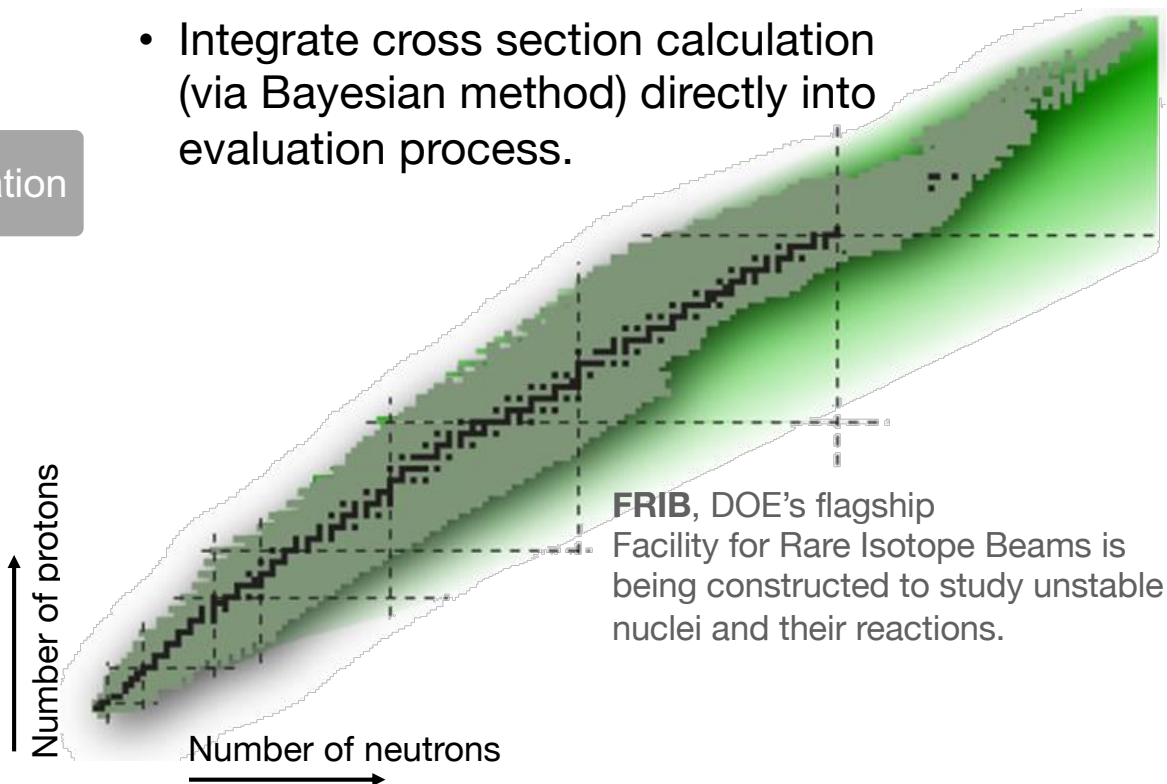 • Integrate cross section calculation
(via Bayesian method) directly into
evaluation process.
FRIB, DOE's flagship
Facility for Rare Isotope Beams is
being constructed to study unstable
nuclei and their reactions.
Number of protons
Number of neutrons